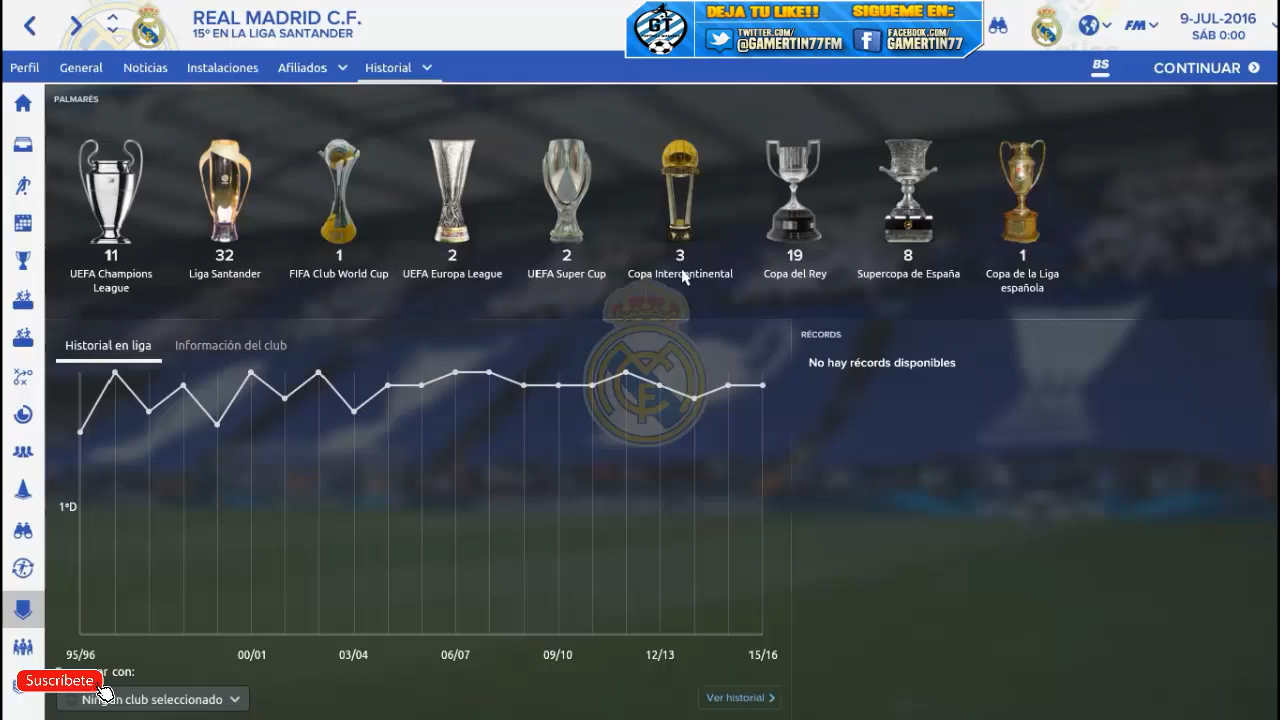 REAL MADRID C.F.
15º EN LA LIGA SANTANDER
GT
DEJA TU LIKE!!
SIGUEME EN:
TWITTER.COM/
@GAMERTIN77FM
FACEBOOK.COM/
GAMERTIN77
FM
9-JUL-2016
SÁB 0:00
Perfil
General
Noticias
Instalaciones
Afiliados
Historial
BS
CONTINUAR
PALMARÉS
11
32
1
2
2
3
19
8
1
UEFA Champions
League
Liga Santander
FIFA Club World Cup
UEFA Europa League
UEFA Super Cup
Copa Intercontinental
Copa del Rey
Supercopa de España
Copa de la Liga
española
Historial en liga
Información del club
RÉCORDS
No hay récords disponibles
1ªD
95/96
00/01
03/04
06/07
09/10
12/13
15/16
con:
Suscríbete
Ningún club seleccionado
Ver historial